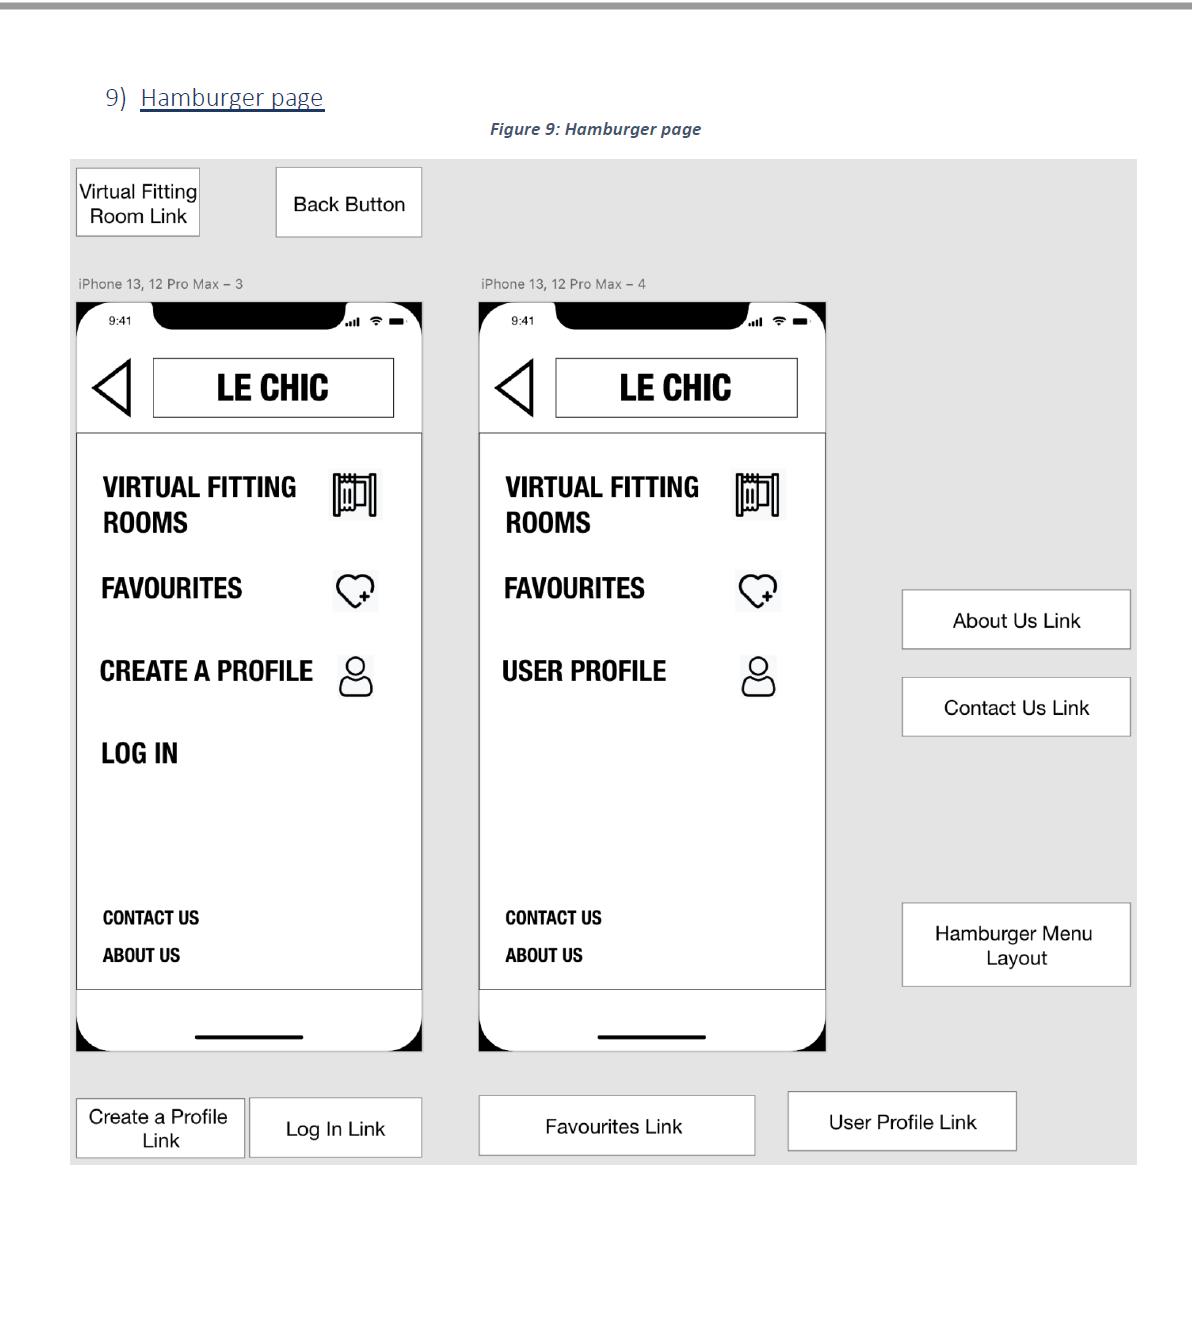 9) Hamburger page
Figure 9: Hamburger page
Virtual Fitting
Room Link
Back Button
iPhone 13, 12 Pro Max – 3
9:41
LE CHIC
VIRTUAL FITTING
ROOMS
FAVOURITES
CREATE A PROFILE
LOG IN
CONTACT US
ABOUT US
iPhone 13, 12 Pro Max – 4
9:41
LE CHIC
VIRTUAL FITTING
ROOMS
FAVOURITES
USER PROFILE
CONTACT US
ABOUT US
About Us Link
Contact Us Link
Hamburger Menu
Layout
Create a Profile
Link
Log In Link
Favourites Link
User Profile Link